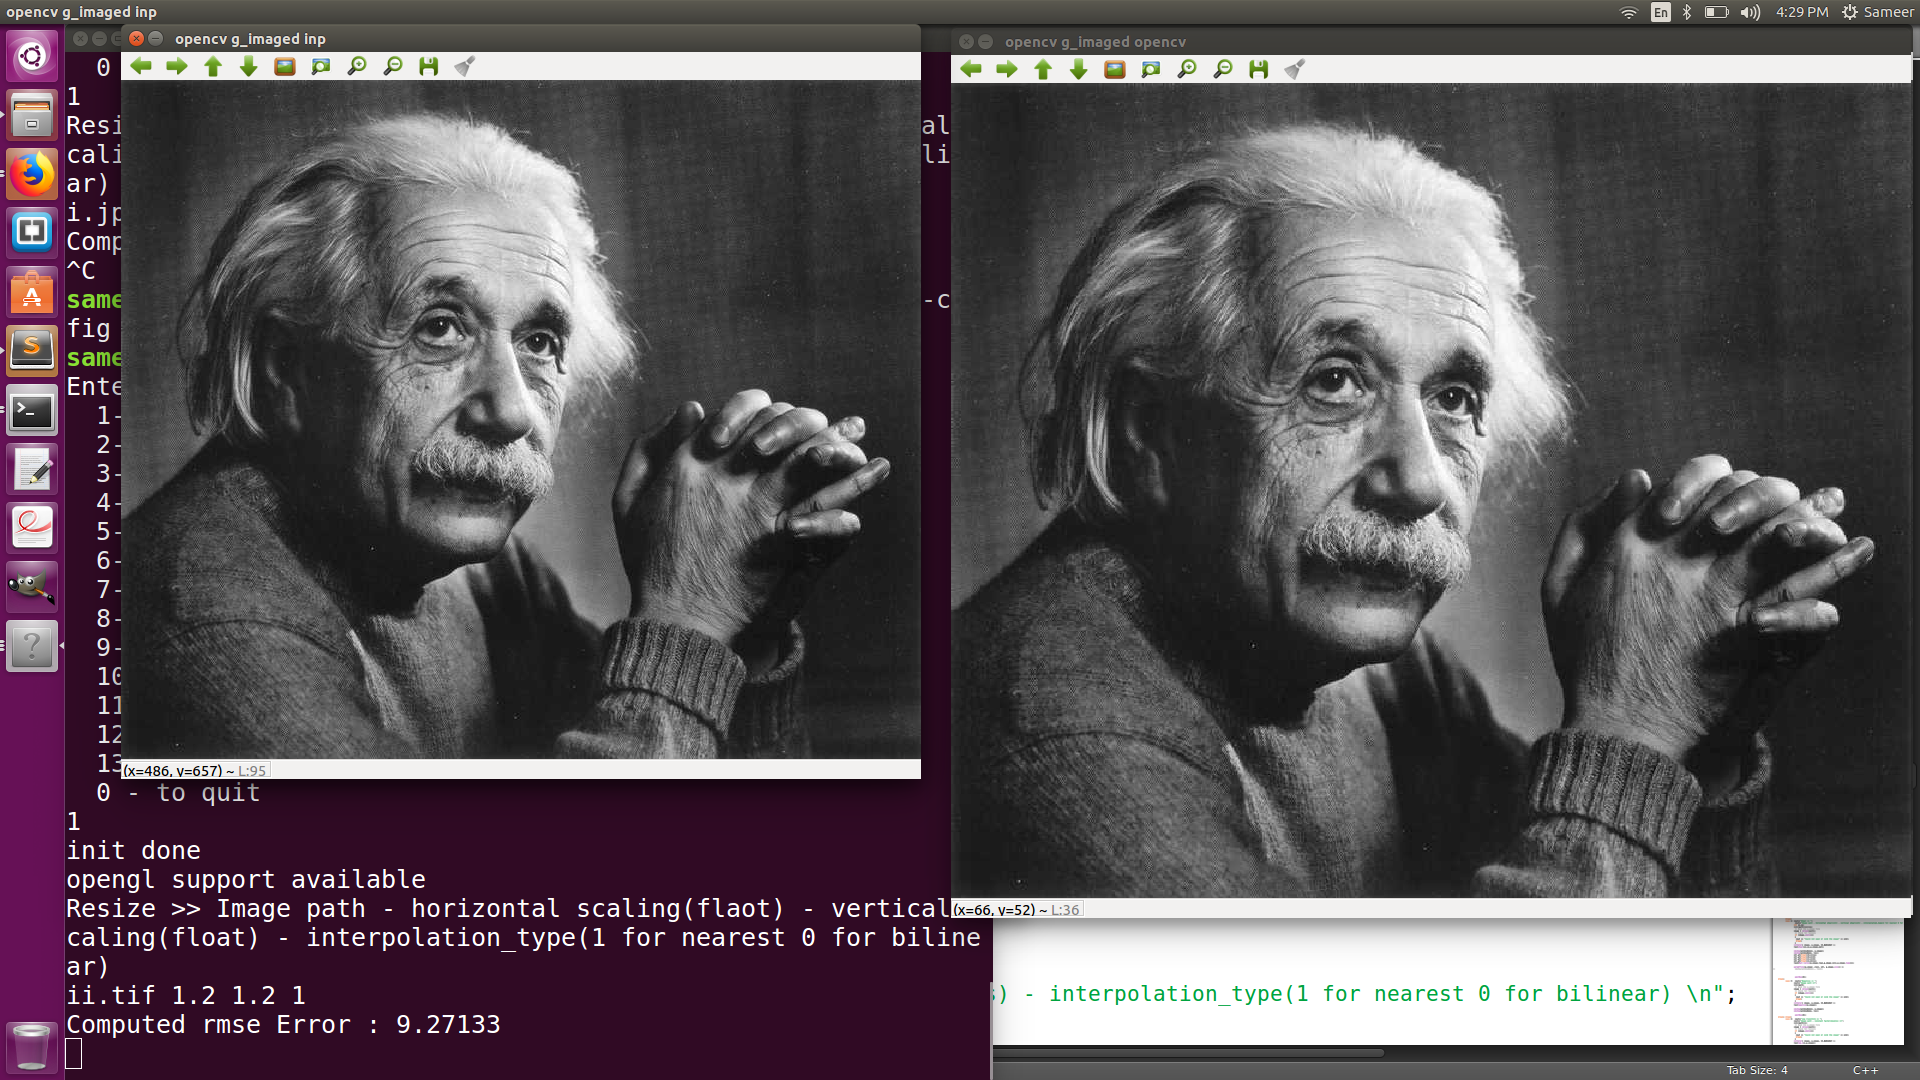 opencv g_imaged inp
En
4:29 PM
Sameer
opencv g_imaged inp
opencv g_imaged opencv
0
1
Resi
al
cali
li
ar)
i.jp
Comp
^C
same
-c
fig
same
Ente
1-
2-
3-
4-
5-
6-
7-
8-
9-
10
11
12
13
(x=486, y=657) ~ L:95
0 - to quit
1
init done
opengl support available
Resize >> Image path - horizontal scaling(flaot) - vertical
(x=66, y=52) ~ L:36
caling(float) - interpolation_type(1 for nearest 0 for biline
ar)
ii.tif 1.2 1.2 1
) - interpolation_type(1 for nearest 0 for bilinear) \n";
Computed rmse Error : 9.27133
Tab Size: 4
C++